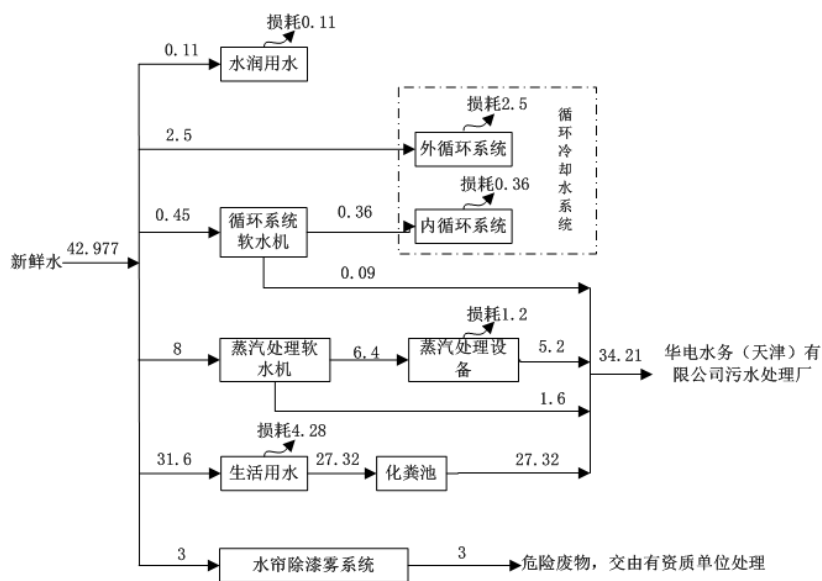 损耗0.11
0.11
水润用水
损耗2.5
2.5
外循环系统
循环冷却水系统
损耗0.36
0.45
循环系统
软水机
0.36
内循环系统
新鲜水
42.977
0.09
损耗1.2
8
蒸汽处理软
水机
6.4
蒸汽处理设
备
5.2
34.21
华电水务（天津）有
限公司污水处理厂
1.6
损耗4.28
31.6
生活用水
27.32
化粪池
27.32
3
水帘除漆雾系统
3
危险废物，交由有资质单位处理